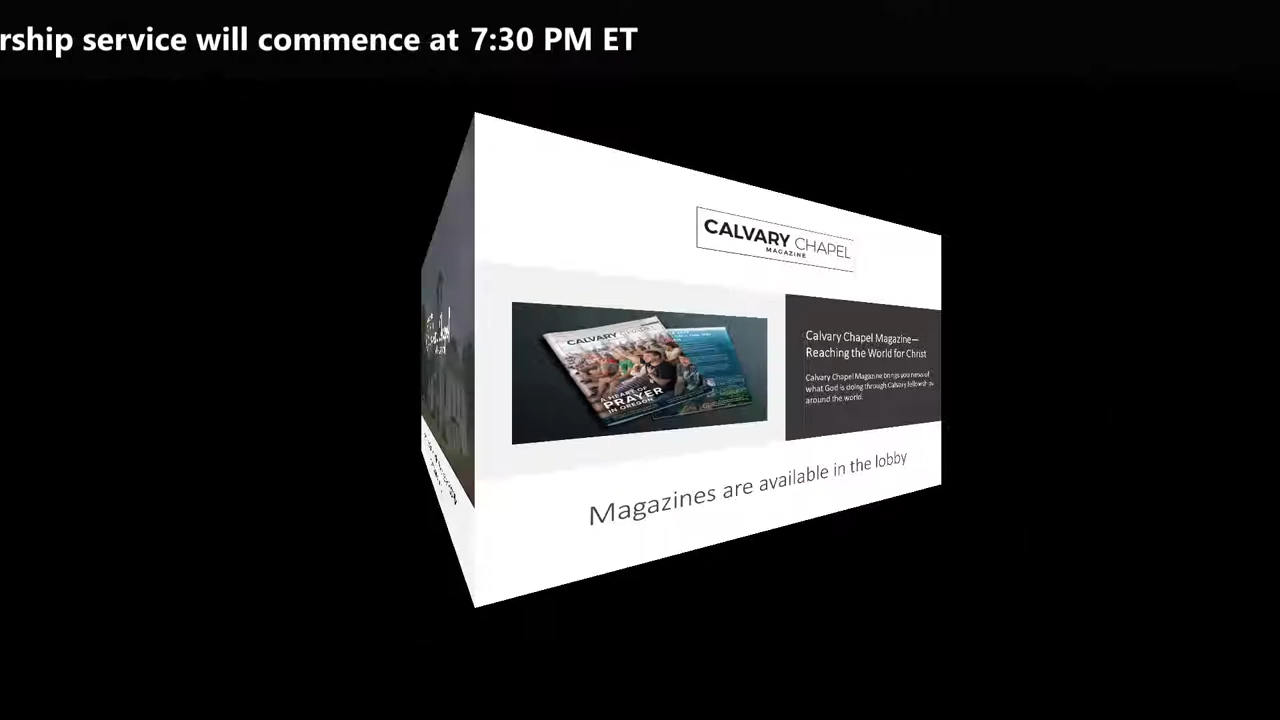 rship service will commence at 7:30 PM ET
CALVARY CHAPEL
MAGAZINE
CALVARY
A HEART OF
PRAYER
IN OREGON
Calvary Chapel Magazine—
Reaching the World for Christ
Calvary Chapel Magazine brings you news of
what God is doing through Calvary fellowships
around the world.
Magazines are available in the lobby